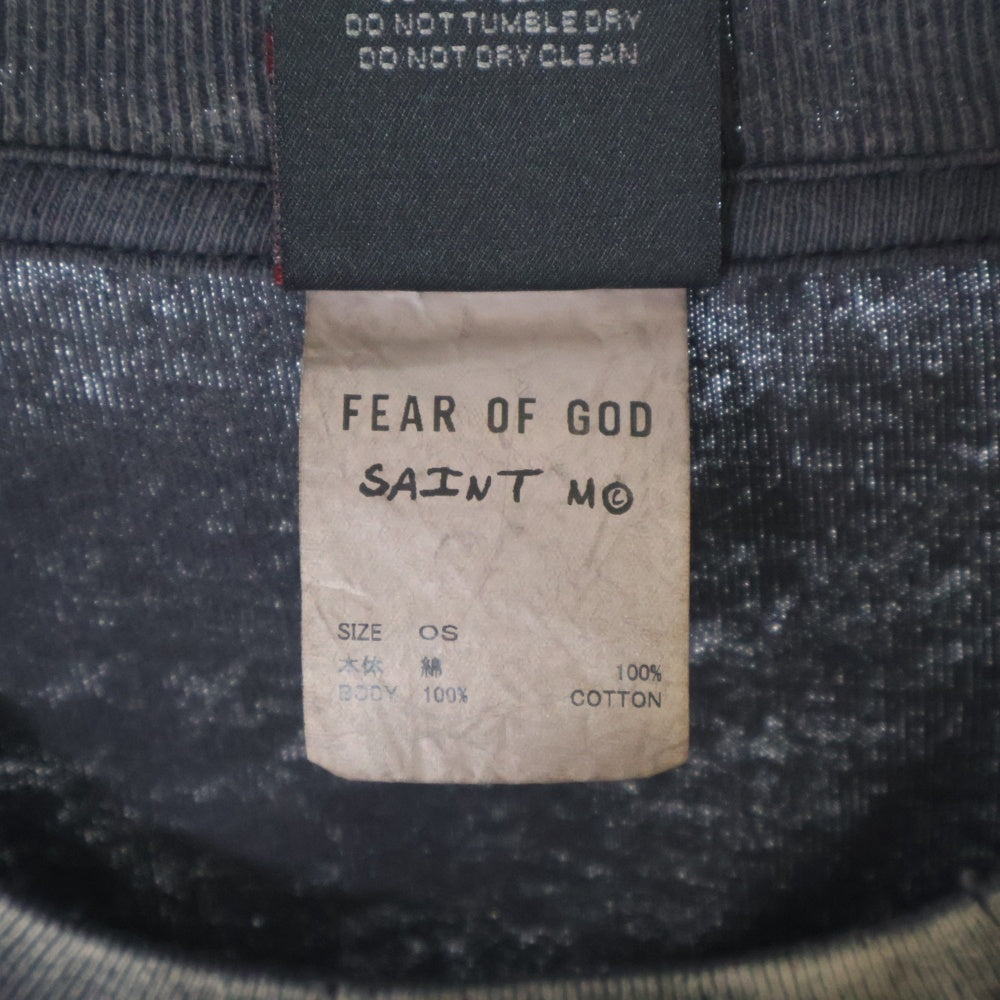 DO NOT TUMBLE DRY
DO NOT DRY CLEAN
FEAR OF GOD
SAINT M©
SIZE OS
本体 綿 100%
BODY 100% COTTON